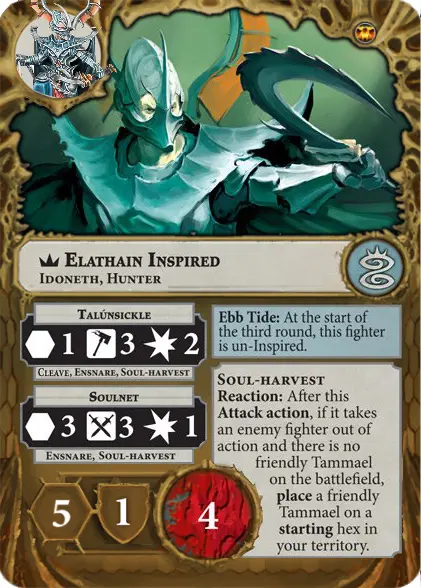 ELATHAIN INSPIRED
IDONETH, HUNTER
TALÚNSICKLE
1 3 2
CLEAVE, ENSNARE, SOUL-HARVEST
SOULNET
3 3 1
ENSNARE, SOUL-HARVEST
Ebb Tide: At the start of
the third round, this fighter
is un-Inspired.
SOUL-HARVEST
Reaction: After this
Attack action, if it takes
an enemy fighter out of
action and there is no
friendly Tammael
on the battlefield,
place a friendly
Tammael on a
starting hex in
your territory.
5 1 4